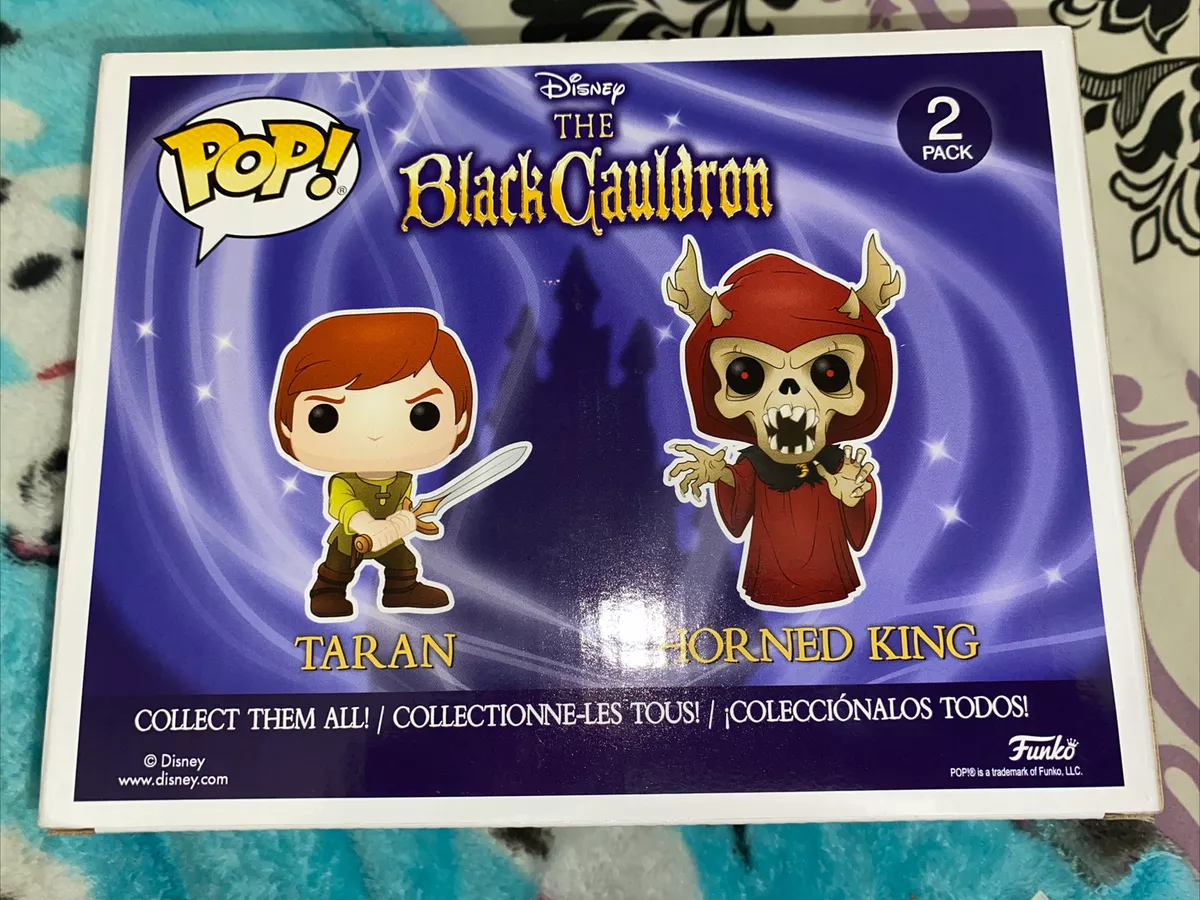 POP!®
Disney
THE
Black Cauldron
2
PACK
TARAN
HORNED KING
COLLECT THEM ALL! / COLLECTIONNE-LES TOUS! / ¡COLECCIÓNALOS TODOS!
© Disney
www.disney.com
Funko
POP!® is a trademark of Funko, LLC.